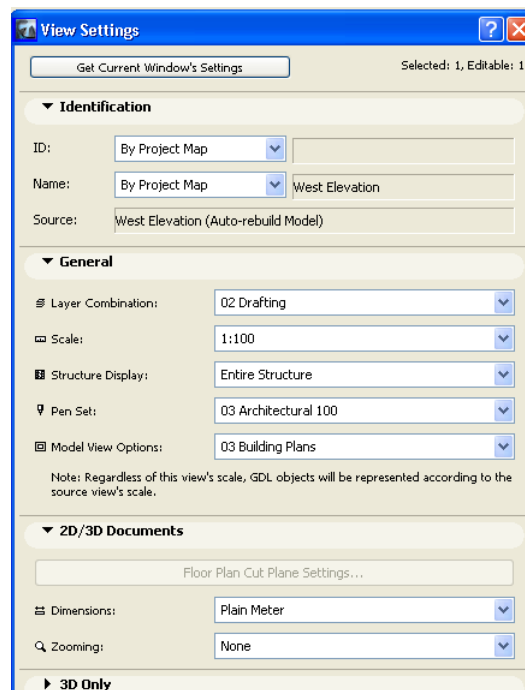 View Settings
Get Current Window's Settings
Selected: 1, Editable: 1
Identification
ID: By Project Map
Name: By Project Map West Elevation
Source: West Elevation (Auto-rebuild Model)
General
Layer Combination: 02 Drafting
Scale: 1:100
Structure Display: Entire Structure
Pen Set: 03 Architectural 100
Model View Options: 03 Building Plans
Note: Regardless of this view's scale, GDL objects will be represented according to the
source view's scale.
2D/3D Documents
Floor Plan Cut Plane Settings...
Dimensions: Plain Meter
Zooming: None
3D Only